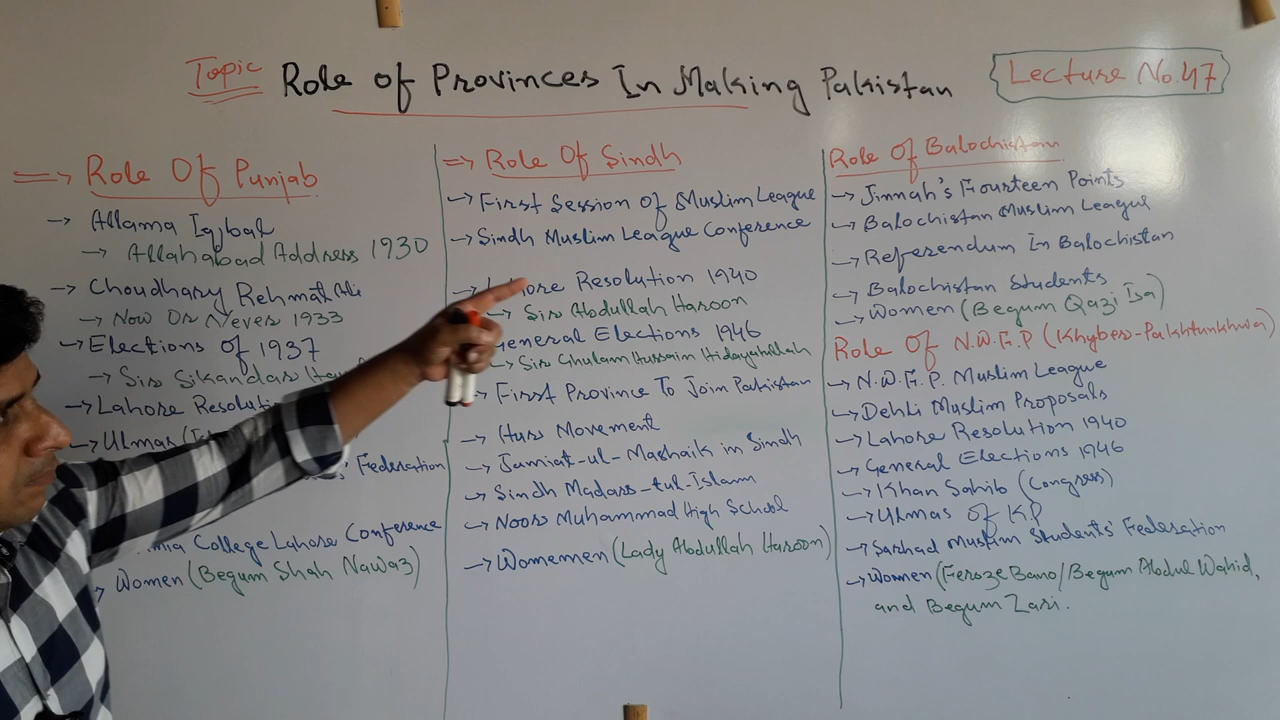 Topic Role of Provinces In Making Pakistan
Lecture No.47
=> Role Of Punjab
→ Allama Iqbal
→ Allahabad Address 1930
→ Choudhary Rehmat Ali
→ Now Or Never 1933
→ Elections of 1937
→ Sir Sikandar
→ Lahore
→ Ulmas
Federation
College Lahore Conference
Women (Begum Shah Nawaz)
=> Role Of Sindh
→ First Session Of Muslim League
→ Sindh Muslim League Conference
→ Resolution 1940
→ Sir Abdullah Haroon
General Elections 1946
→ Sir Ghulam Hussain Hidayatullah
→ First Province To Join Pakistan
→ Hurs Movement
→ Jamiat-ul-Mashaik in Sindh
→ Sindh Madars-tul-Islam
→ Noor Muhammad High School
→ Womemen (Lady Abdullah Haroon)
Role Of Balochistan
→ Jinnah's Fourteen Points
→ Balochistan Muslim League
→ Referendum In Balochistan
→ Balochistan Students
→ Women (Begum Qazi Isa)
Role Of N.W.F.P (Khyber-Pakhtunkhwa)
→ N.W.F.P. Muslim League
→ Dehli Muslim Proposals
→ Lahore Resolution 1940
→ General Elections 1946
→ Khan Sahib (Congress)
→ Ulmas of K.P
→ Sarhad Muslim Students' Federation
→ Women (Feroze Bano/Begum Abdul Wahid,
and Begum Zari.